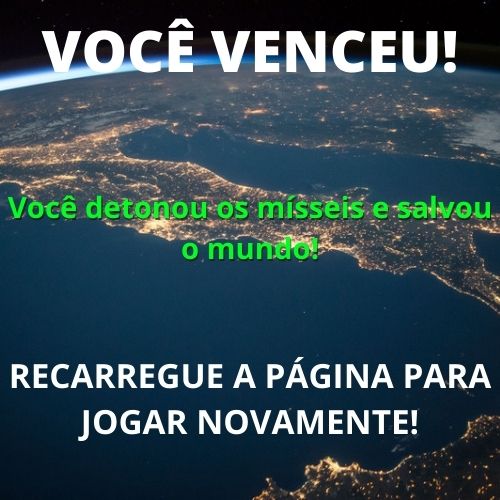 VOCÊ VENCEU!
Você detonou os mísseis e salvou
o mundo!
RECARREGUE A PÁGINA PARA
JOGAR NOVAMENTE!